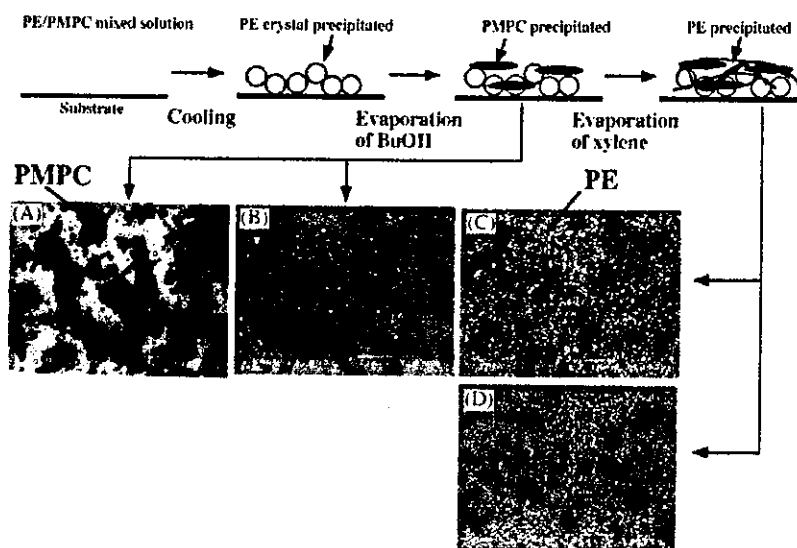 PE/PMPC mixed solution
PE crystal precipitated
PMPC precipitated
PE precipitated
Substrate
Cooling
Evaporation
of BuOH
Evaporation
of xylene
PMPC
PE
(A)
(B)
(C)
(D)